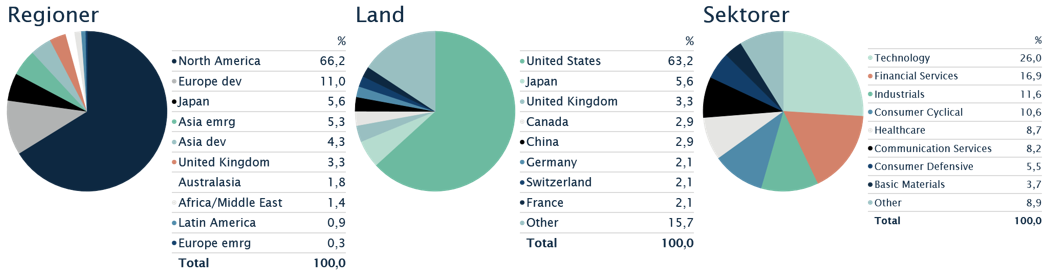 Regioner
%
North America 66,2
Europe dev 11,0
Japan 5,6
Asia emrg 5,3
Asia dev 4,3
United Kingdom 3,3
Australasia 1,8
Africa/Middle East 1,4
Latin America 0,9
Europe emrg 0,3
Total 100,0
Land
%
United States 63,2
Japan 5,6
United Kingdom 3,3
Canada 2,9
China 2,9
Germany 2,1
Switzerland 2,1
France 2,1
Other 15,7
Total 100,0
Sektorer
%
Technology 26,0
Financial Services 16,9
Industrials 11,6
Consumer Cyclical 10,6
Healthcare 8,7
Communication Services 8,2
Consumer Defensive 5,5
Basic Materials 3,7
Other 8,9
Total 100,0